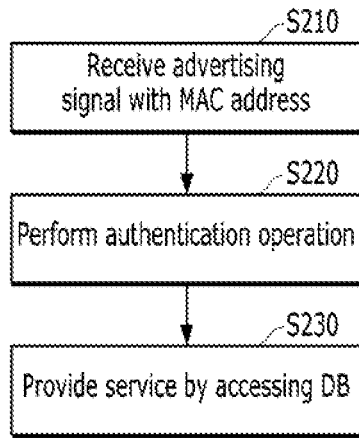 S210
Receive advertising
signal with MAC address
S220
Perform authentication operation
S230
Provide service by accessing DB